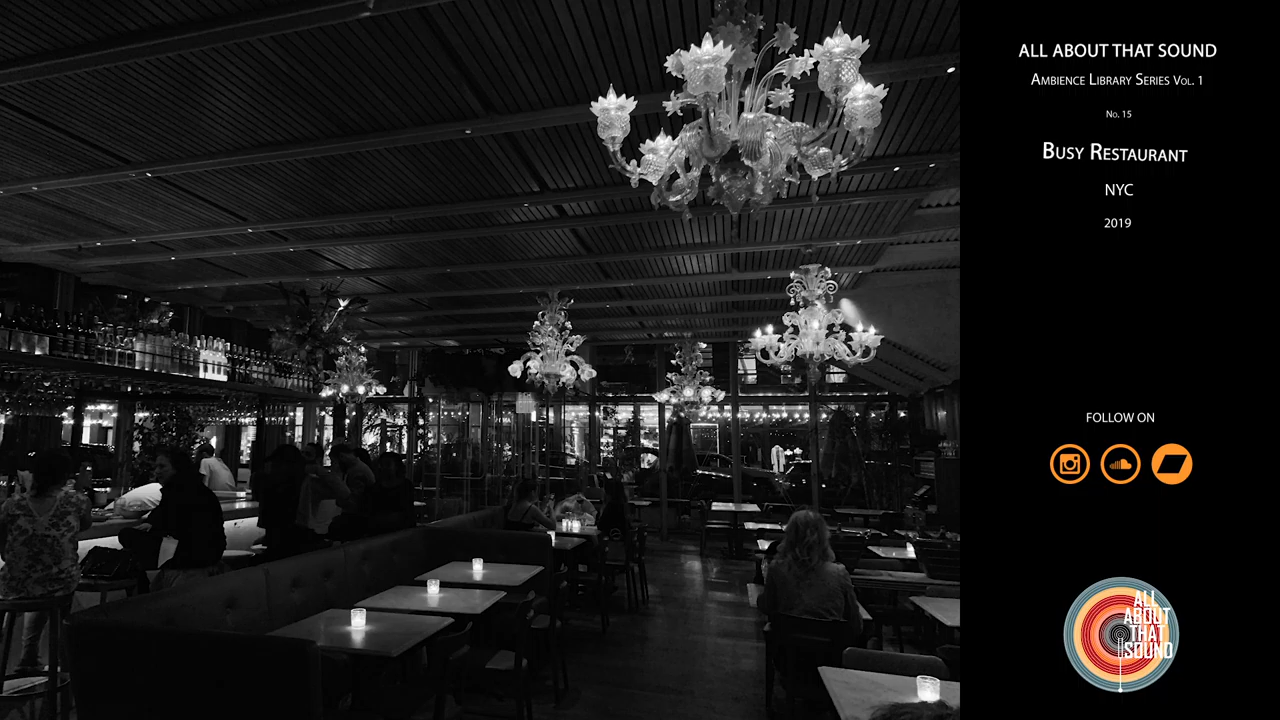 ALL ABOUT THAT SOUND
Ambience Library Series Vol. 1
No. 15
Busy Restaurant
NYC
2019
FOLLOW ON
ALL
ABOUT
THAT
SOUND